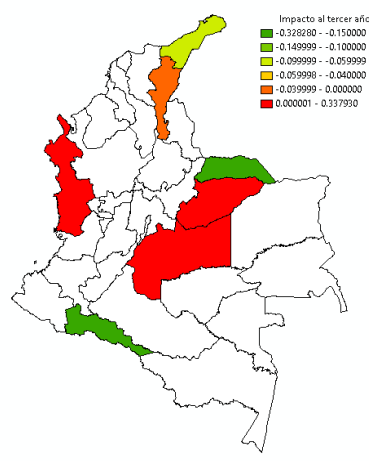 Impacto al tercer año
-0.328280 - -0.150000
-0.149999 - -0.100000
-0.099999 - -0.059999
-0.059998 - -0.040000
-0.039999 - 0.000000
0.000001 - 0.337930